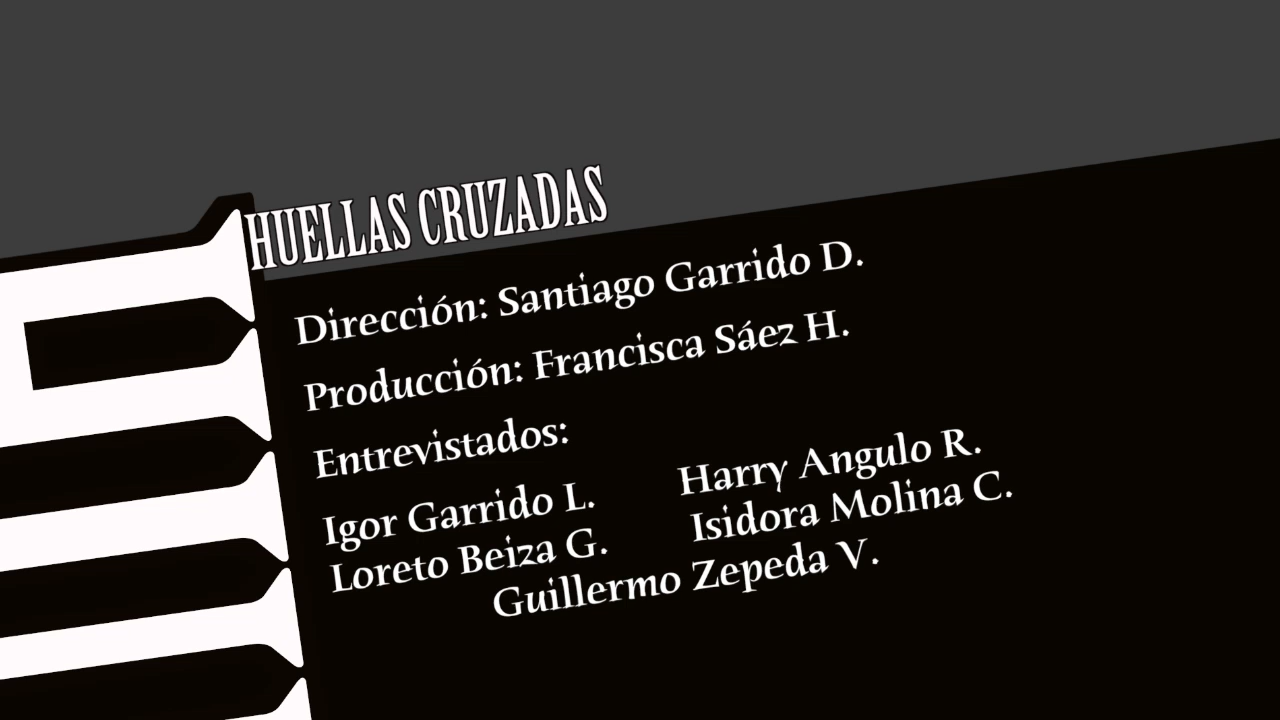 HUELLAS CRUZADAS
Dirección: Santiago Garrido D.
Producción: Francisca Sáez H.
Entrevistados:
Igor Garrido L.
Harry Angulo R.
Loreto Beiza G.
Isidora Molina C.
Guillermo Zepeda V.